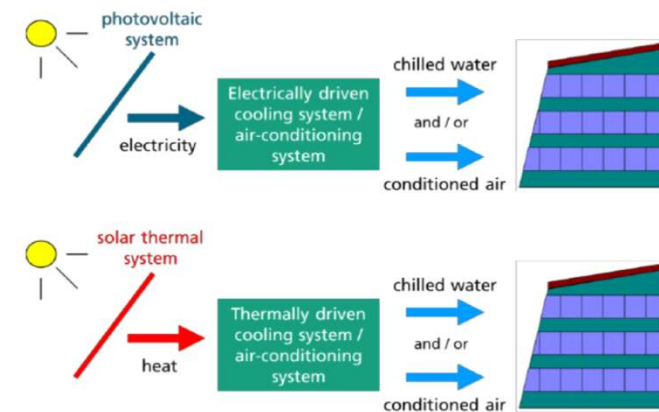 photovoltaic
system
electricity
Electrically driven
cooling system /
air-conditioning
system
chilled water
and / or
conditioned air
solar thermal
system
heat
Thermally driven
cooling system /
air-conditioning
system
chilled water
and / or
conditioned air